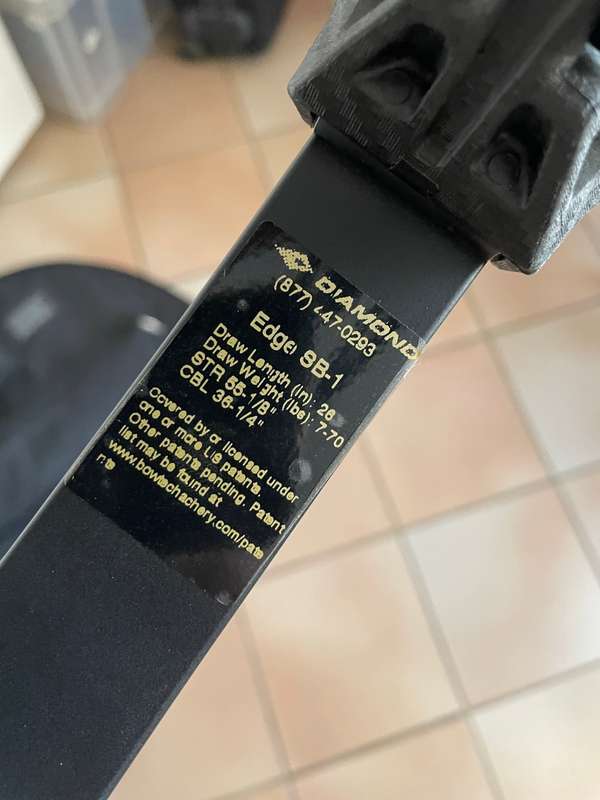 DIAMOND
(877) 447-0293
Edge SB-1
Draw Length (in): 28
Draw Weight (lbs): 7-70
STR 55-1/8"
CBL 36-1/4"
Covered by or licensed under
one or more US patents.
Other patents pending. Patent
list may be found at
www.bowtecharchery.com/pate
nts